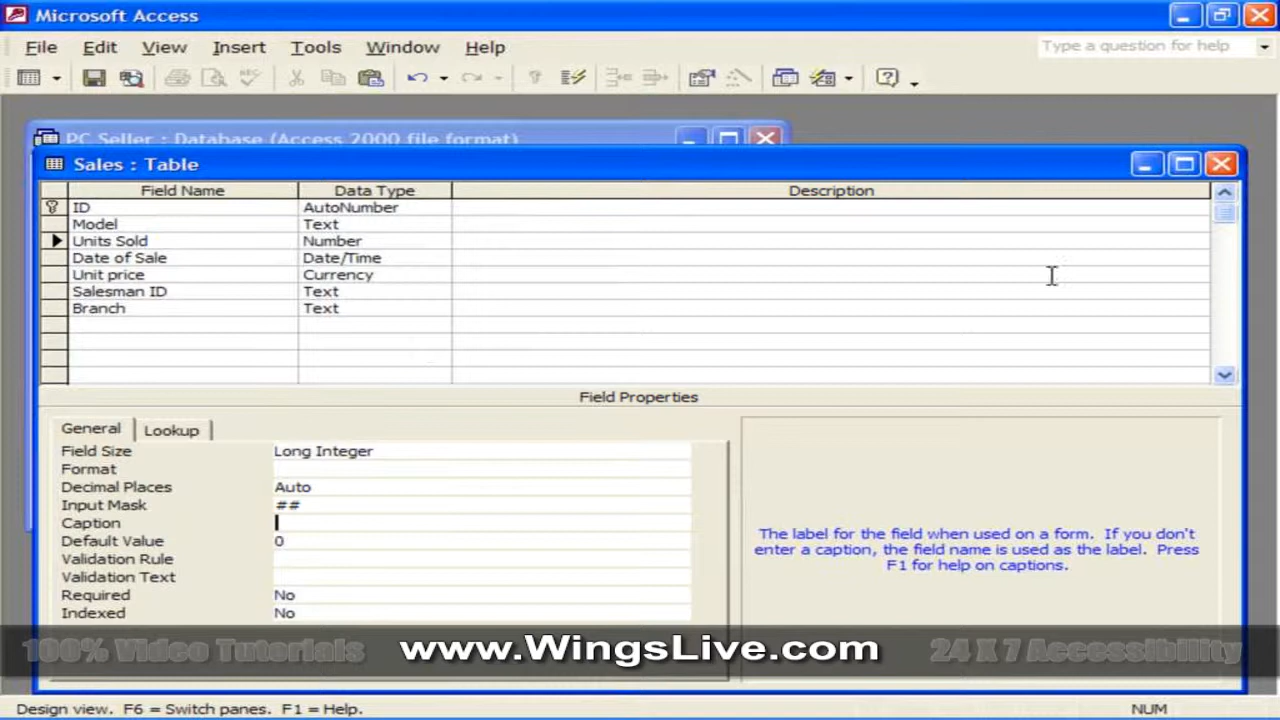 Microsoft Access
File Edit View Insert Tools Window Help
Type a question for help
PC Seller : Database (Access 2000 file format)
Sales : Table
Field Name Data Type Description
ID AutoNumber
Model Text
Units Sold Number
Date of Sale Date/Time
Unit price Currency
Salesman ID Text
Branch Text
Field Properties
General Lookup
Field Size Long Integer
Format
Decimal Places Auto
Input Mask ##
Caption
Default Value 0
Validation Rule
Validation Text
Required No
Indexed No
The label for the field when used on a form. If you don't
enter a caption, the field name is used as the label. Press
F1 for help on captions.
100% Video Tutorials www.WingsLive.com 24 X 7 Accessibility
Design view. F6 = Switch panes. F1 = Help. NUM